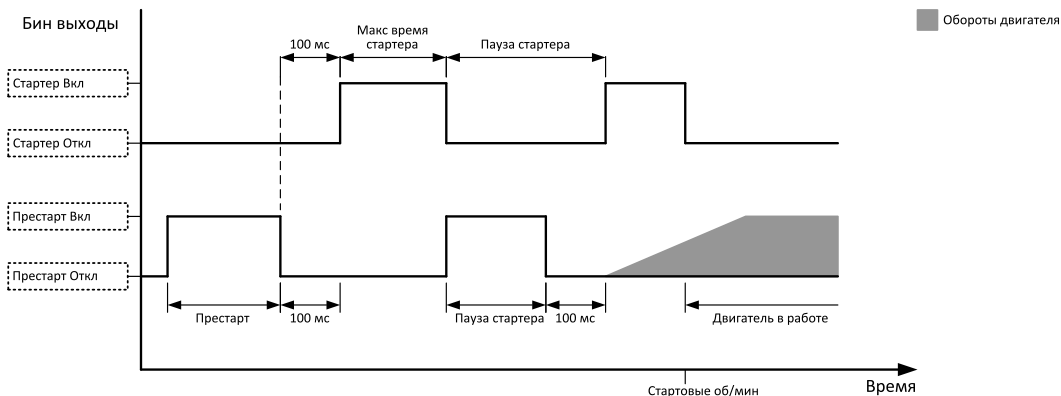 Бин выходы
Обороты двигателя
Макс время
стартера
100 мс
Пауза стартера
Стартер Вкл
Стартер Откл
Престарт Вкл
Престарт Откл
Престарт
100 мс
Пауза стартера
100 мс
Двигатель в работе
Время
Стартовые об/мин